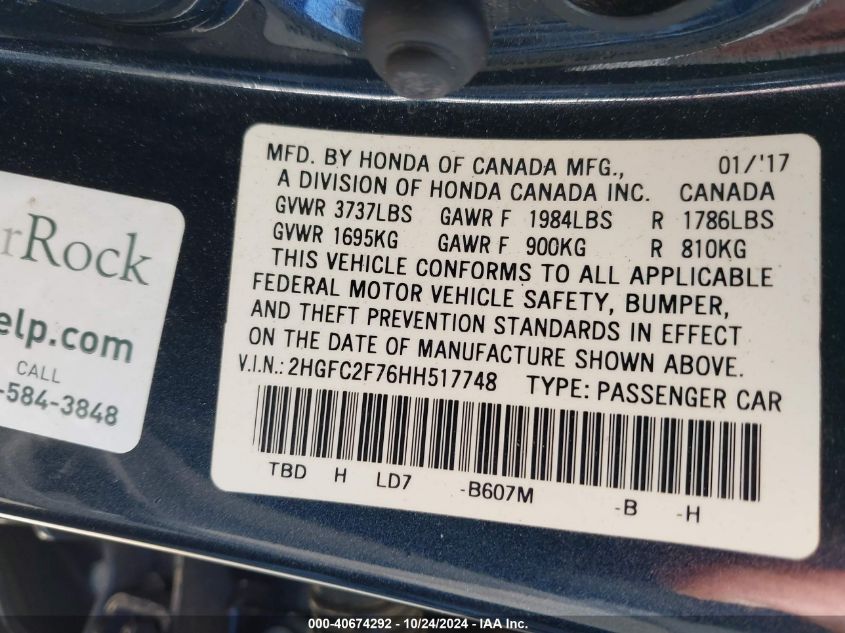 MFD. BY HONDA OF CANADA MFG., 01/'17
A DIVISION OF HONDA CANADA INC. CANADA
GVWR 3737LBS GAWR F 1984LBS R 1786LBS
GVWR 1695KG GAWR F 900KG R 810KG
THIS VEHICLE CONFORMS TO ALL APPLICABLE
FEDERAL MOTOR VEHICLE SAFETY, BUMPER,
AND THEFT PREVENTION STANDARDS IN EFFECT
ON THE DATE OF MANUFACTURE SHOWN ABOVE.
V.I.N.: 2HGFC2F76HH517748 TYPE: PASSENGER CAR
TBD H LD7 -B607M -B -H
rRock
elp.com
CALL
-584-3848
000-40674292 - 10/24/2024 - IAA Inc.